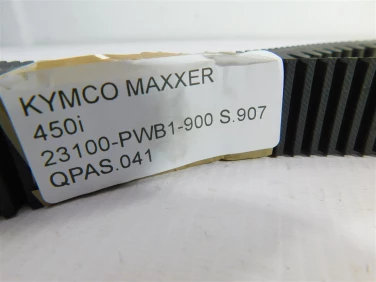 KYMCO MAXXER
450i
23100-PWB1-900 S.907
QPAS.041